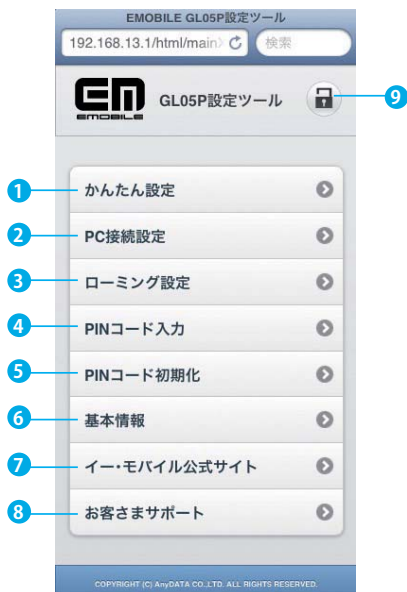 EMOBILE GL05P設定ツール
192.168.13.1/html/main
検索
EM
EMOBILE
GL05P設定ツール
9
1 かんたん設定
2 PC接続設定
3 ローミング設定
4 PINコード入力
5 PINコード初期化
6 基本情報
7 イー・モバイル公式サイト
8 お客さまサポート
COPYRIGHT (C) AnyDATA CO.,LTD. ALL RIGHTS RESERVED.